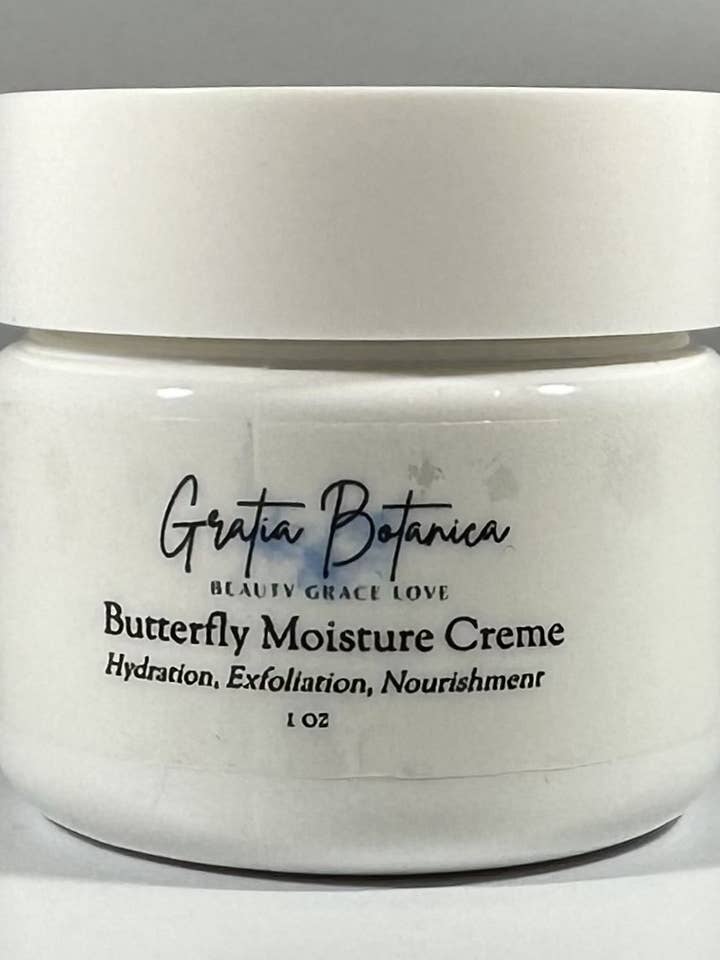 Gratia Botanica
BEAUTY GRACE LOVE
Butterfly Moisture Creme
Hydration, Exfoliation, Nourishment
1 OZ